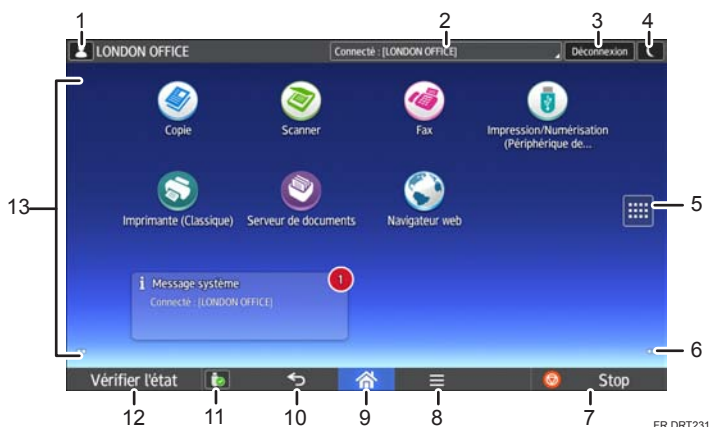 1
2
3
4
LONDON OFFICE
Connecté : [LONDON OFFICE]
Déconnexion
Copie
Scanner
Fax
Impression/Numérisation
(Périphérique de...
13
5
Imprimante (Classique)
Serveur de documents
Navigateur web
i Message système
1
Connecté : [LONDON OFFICE]
6
Vérifier l'état
Stop
12
11
10
9
8
7
FR DRT231